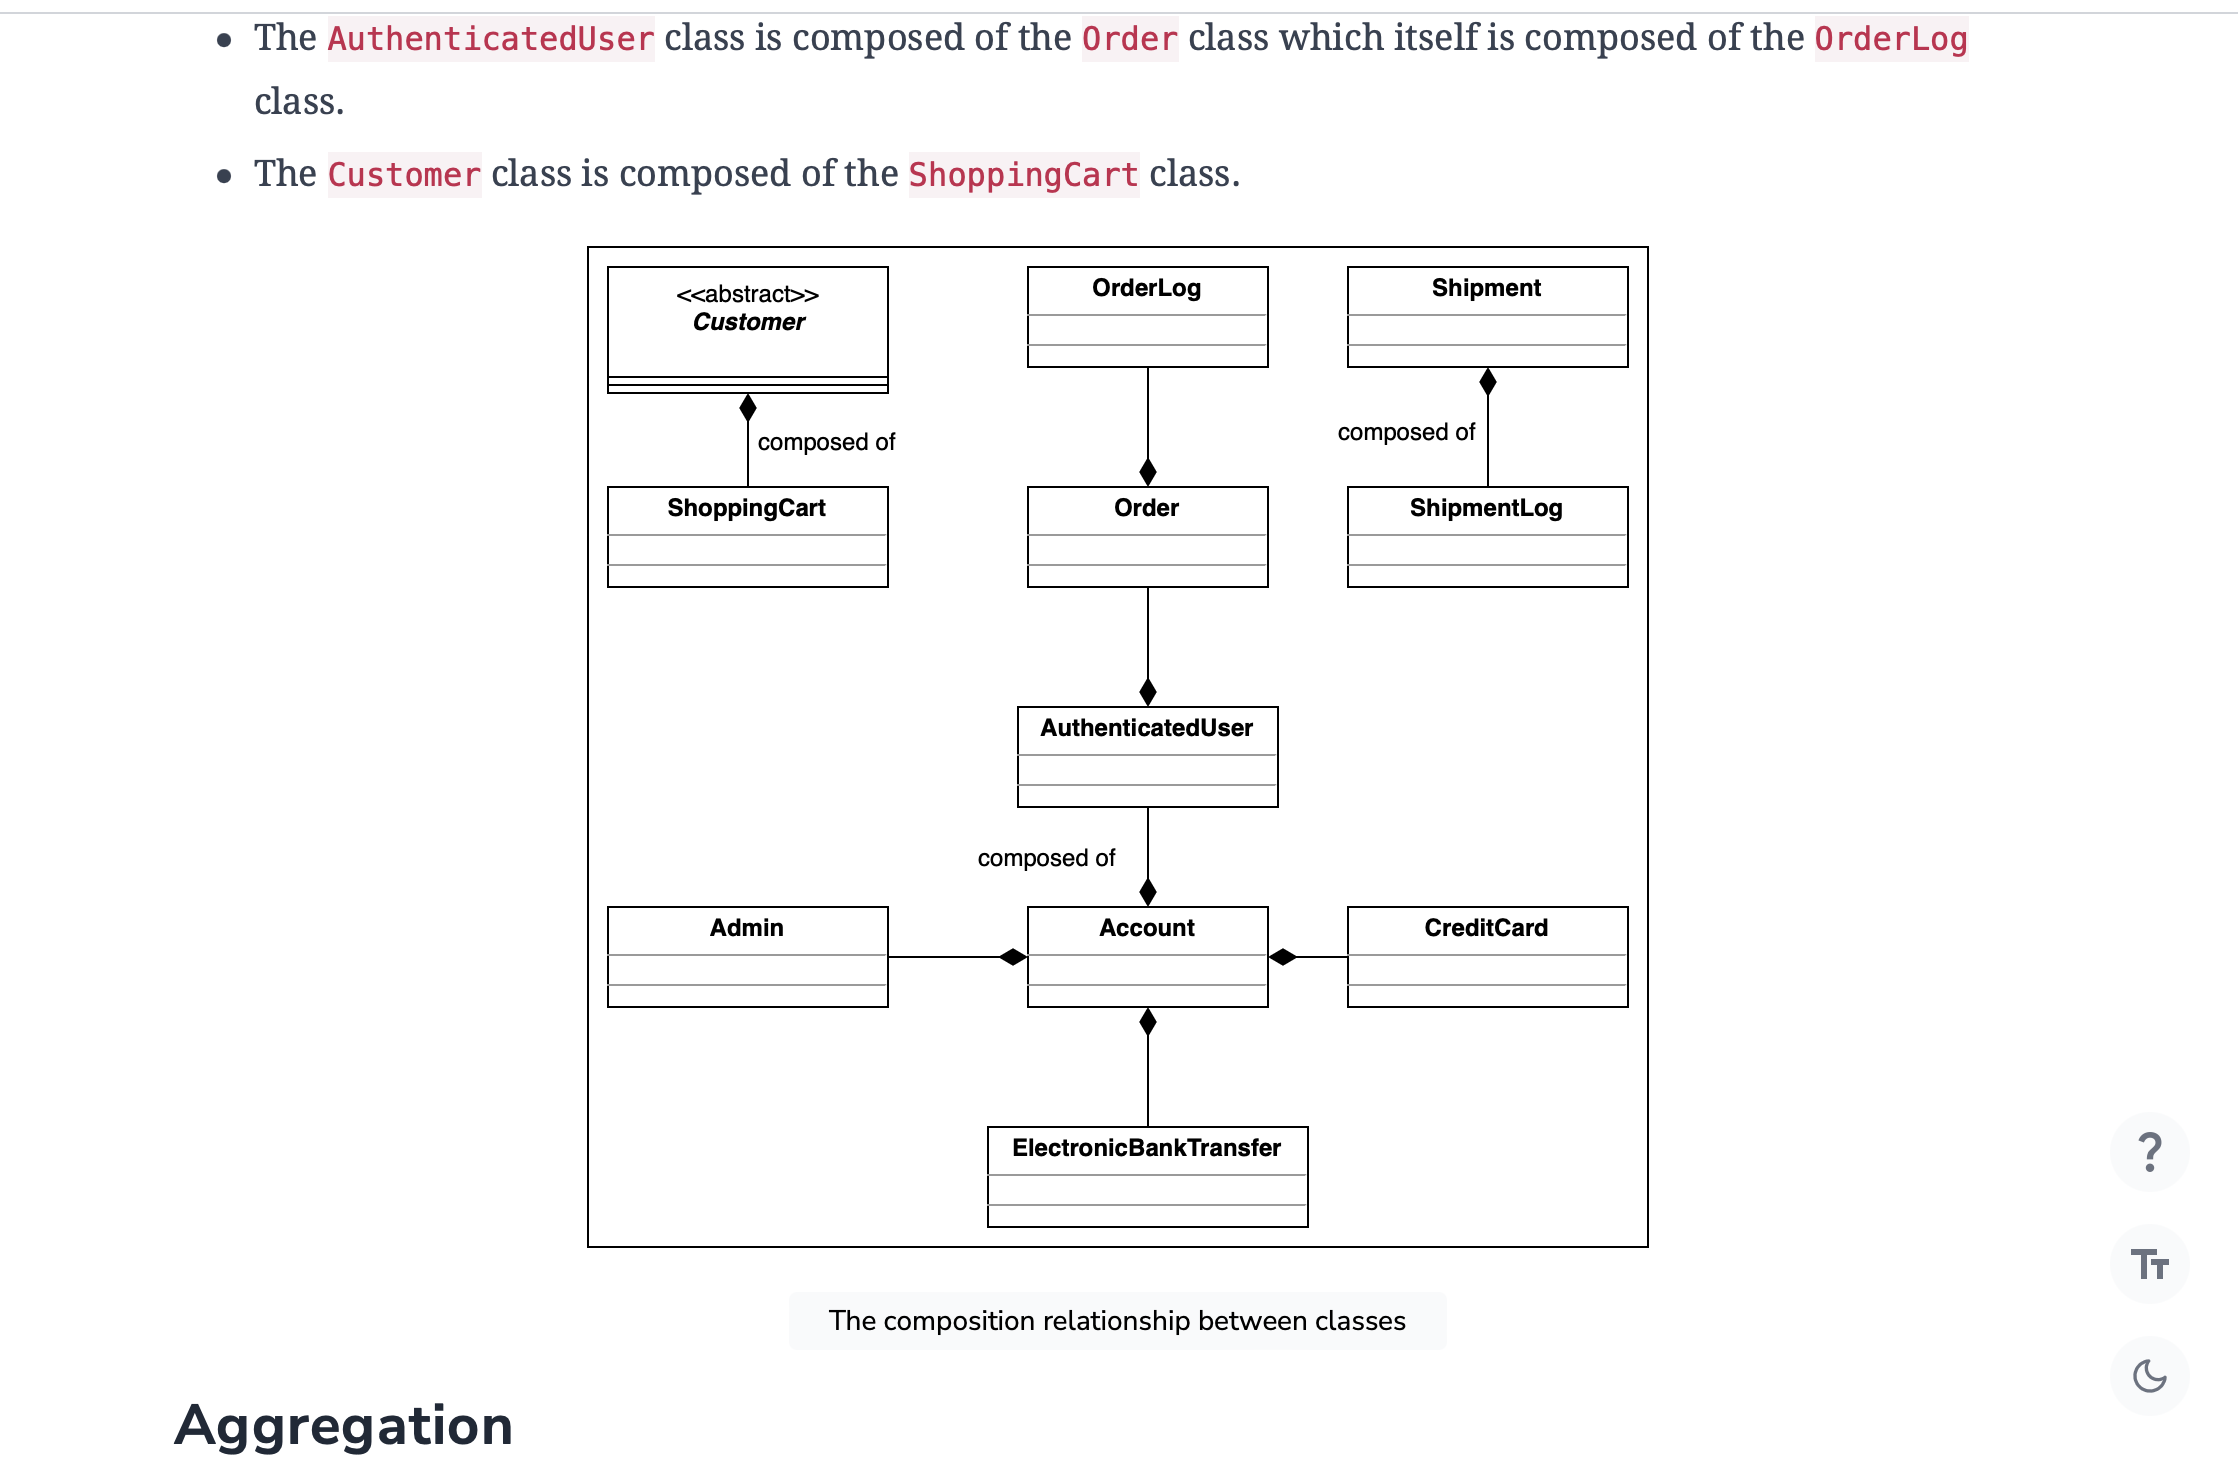 The AuthenticatedUser class is composed of the Order class which itself is composed of the OrderLog
class.
The Customer class is composed of the ShoppingCart class.
<<abstract>>
Customer
OrderLog
Shipment
composed of
composed of
ShoppingCart
Order
ShipmentLog
AuthenticatedUser
composed of
Admin
Account
CreditCard
ElectronicBankTransfer
The composition relationship between classes
Aggregation
?
TT